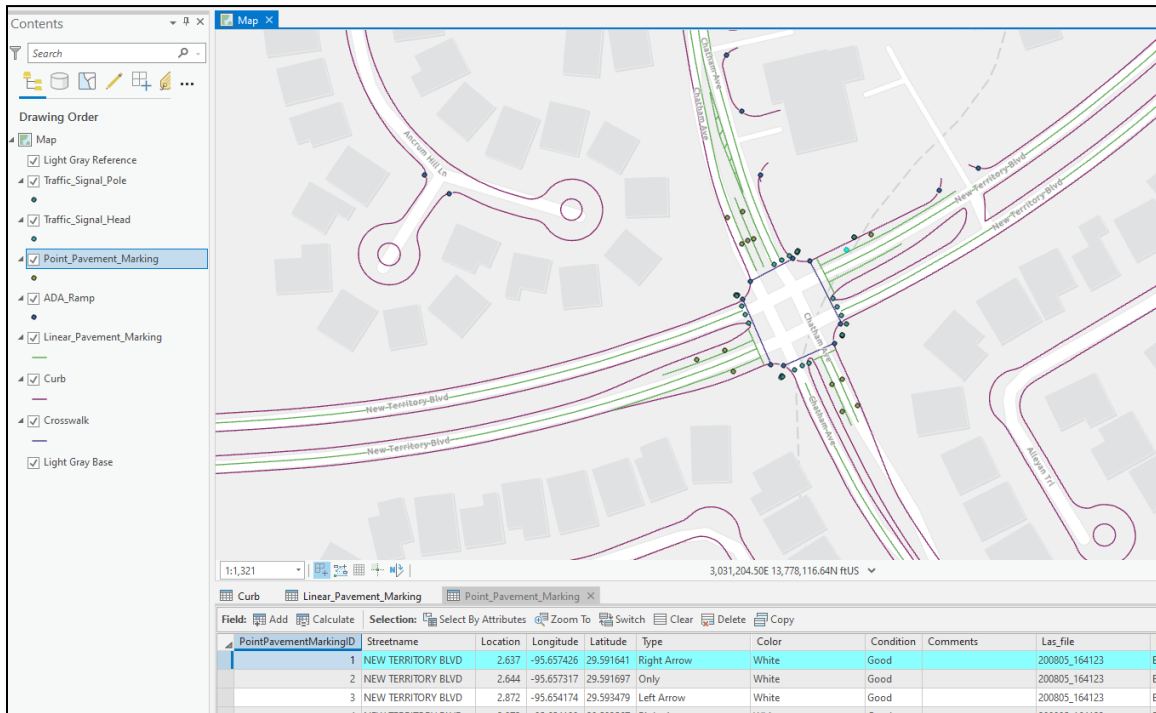 Contents
Search
Drawing Order
Map
Light Gray Reference
Traffic_Signal_Pole
Traffic_Signal_Head
Point_Pavement_Marking
ADA_Ramp
Linear_Pavement_Marking
Curb
Crosswalk
Light Gray Base
Map
Chatham Ave
Chatham Ave
Ancrum Hill Ln
New-Territory-Blvd
New-Territory-Blvd
Chatham Ave
New-Territory-Blvd
New-Territory-Blvd
Chatham-Ave
Alleyan Trl
1:1,321
3,031,204.50E 13,778,116.64N ftUS
Curb Linear_Pavement_Marking Point_Pavement_Marking
Field: Add Calculate Selection: Select By Attributes Zoom To Switch Clear Delete Copy
PointPavementMarkingID Streetname Location Longitude Latitude Type Color Condition Comments Las_file
1 NEW TERRITORY BLVD 2.637 -95.657426 29.591641 Right Arrow White Good 200805_164123
2 NEW TERRITORY BLVD 2.644 -95.657317 29.591697 Only White Good 200805_164123
3 NEW TERRITORY BLVD 2.872 -95.654174 29.593479 Left Arrow White Good 200805_164123